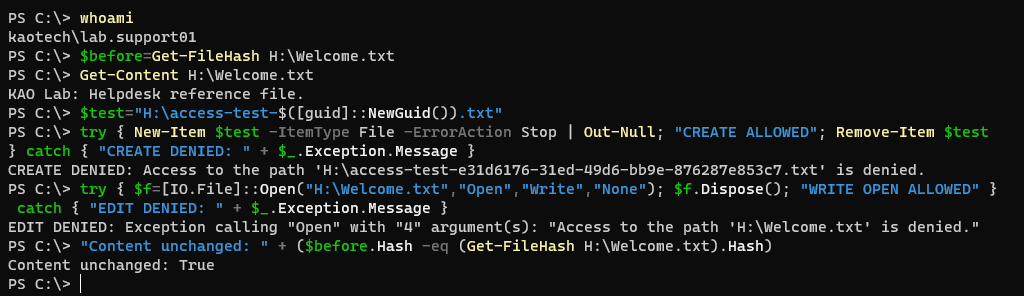 PS C:\> whoami
kaotech\lab.support01
PS C:\> $before=Get-FileHash H:\Welcome.txt
PS C:\> Get-Content H:\Welcome.txt
KAO Lab: Helpdesk reference file.
PS C:\> $test="H:\access-test-$([guid]::NewGuid()).txt"
PS C:\> try { New-Item $test -ItemType File -ErrorAction Stop | Out-Null; "CREATE ALLOWED"; Remove-Item $test
} catch { "CREATE DENIED: " + $_.Exception.Message }
CREATE DENIED: Access to the path 'H:\access-test-e31d6176-31ed-49d6-bb9e-876287e853c7.txt' is denied.
PS C:\> try { $f=[IO.File]::Open("H:\Welcome.txt","Open","Write","None"); $f.Dispose(); "WRITE OPEN ALLOWED" }
 catch { "EDIT DENIED: " + $_.Exception.Message }
EDIT DENIED: Exception calling "Open" with "4" argument(s): "Access to the path 'H:\Welcome.txt' is denied."
PS C:\> "Content unchanged: " + ($before.Hash -eq (Get-FileHash H:\Welcome.txt).Hash)
Content unchanged: True
PS C:\>